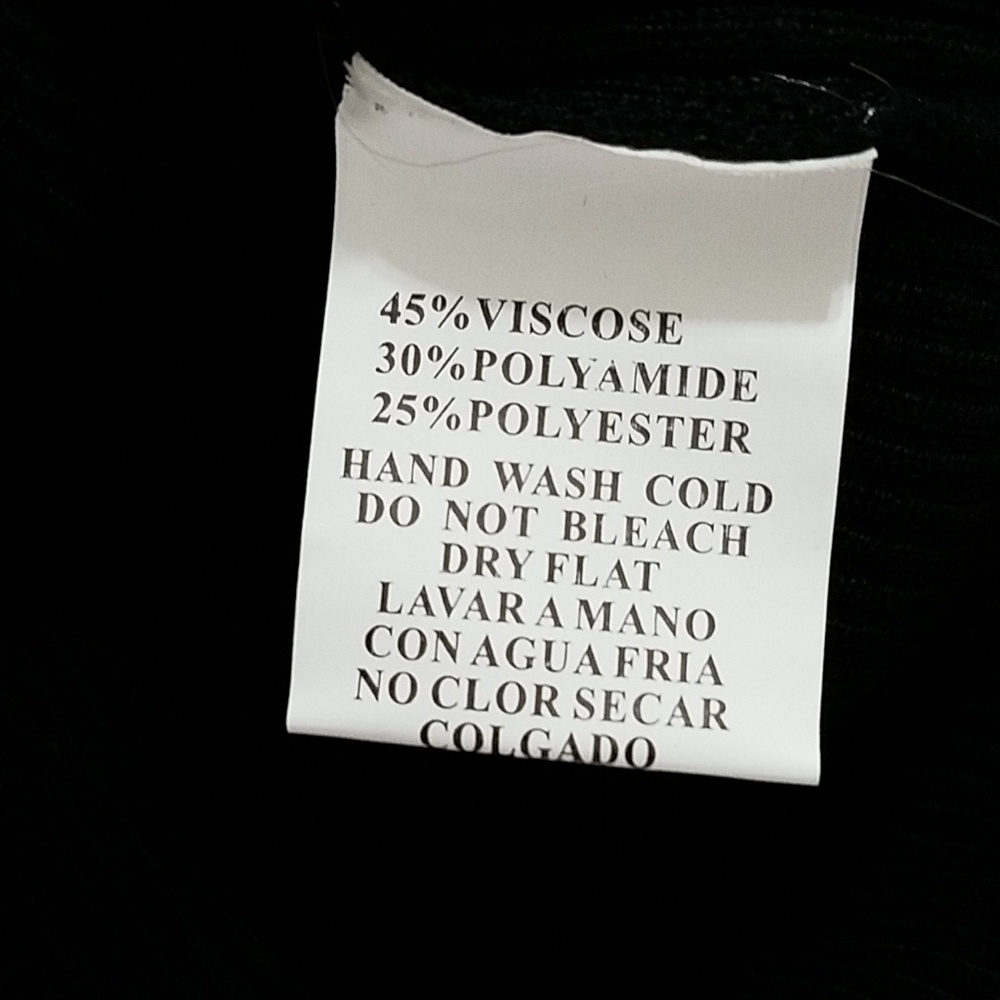 45%VISCOSE
30%POLYAMIDE
25%POLYESTER
HAND WASH COLD
DO NOT BLEACH
DRY FLAT
LAVAR A MANO
CON AGUA FRIA
NO CLOR SECAR
COLGADO